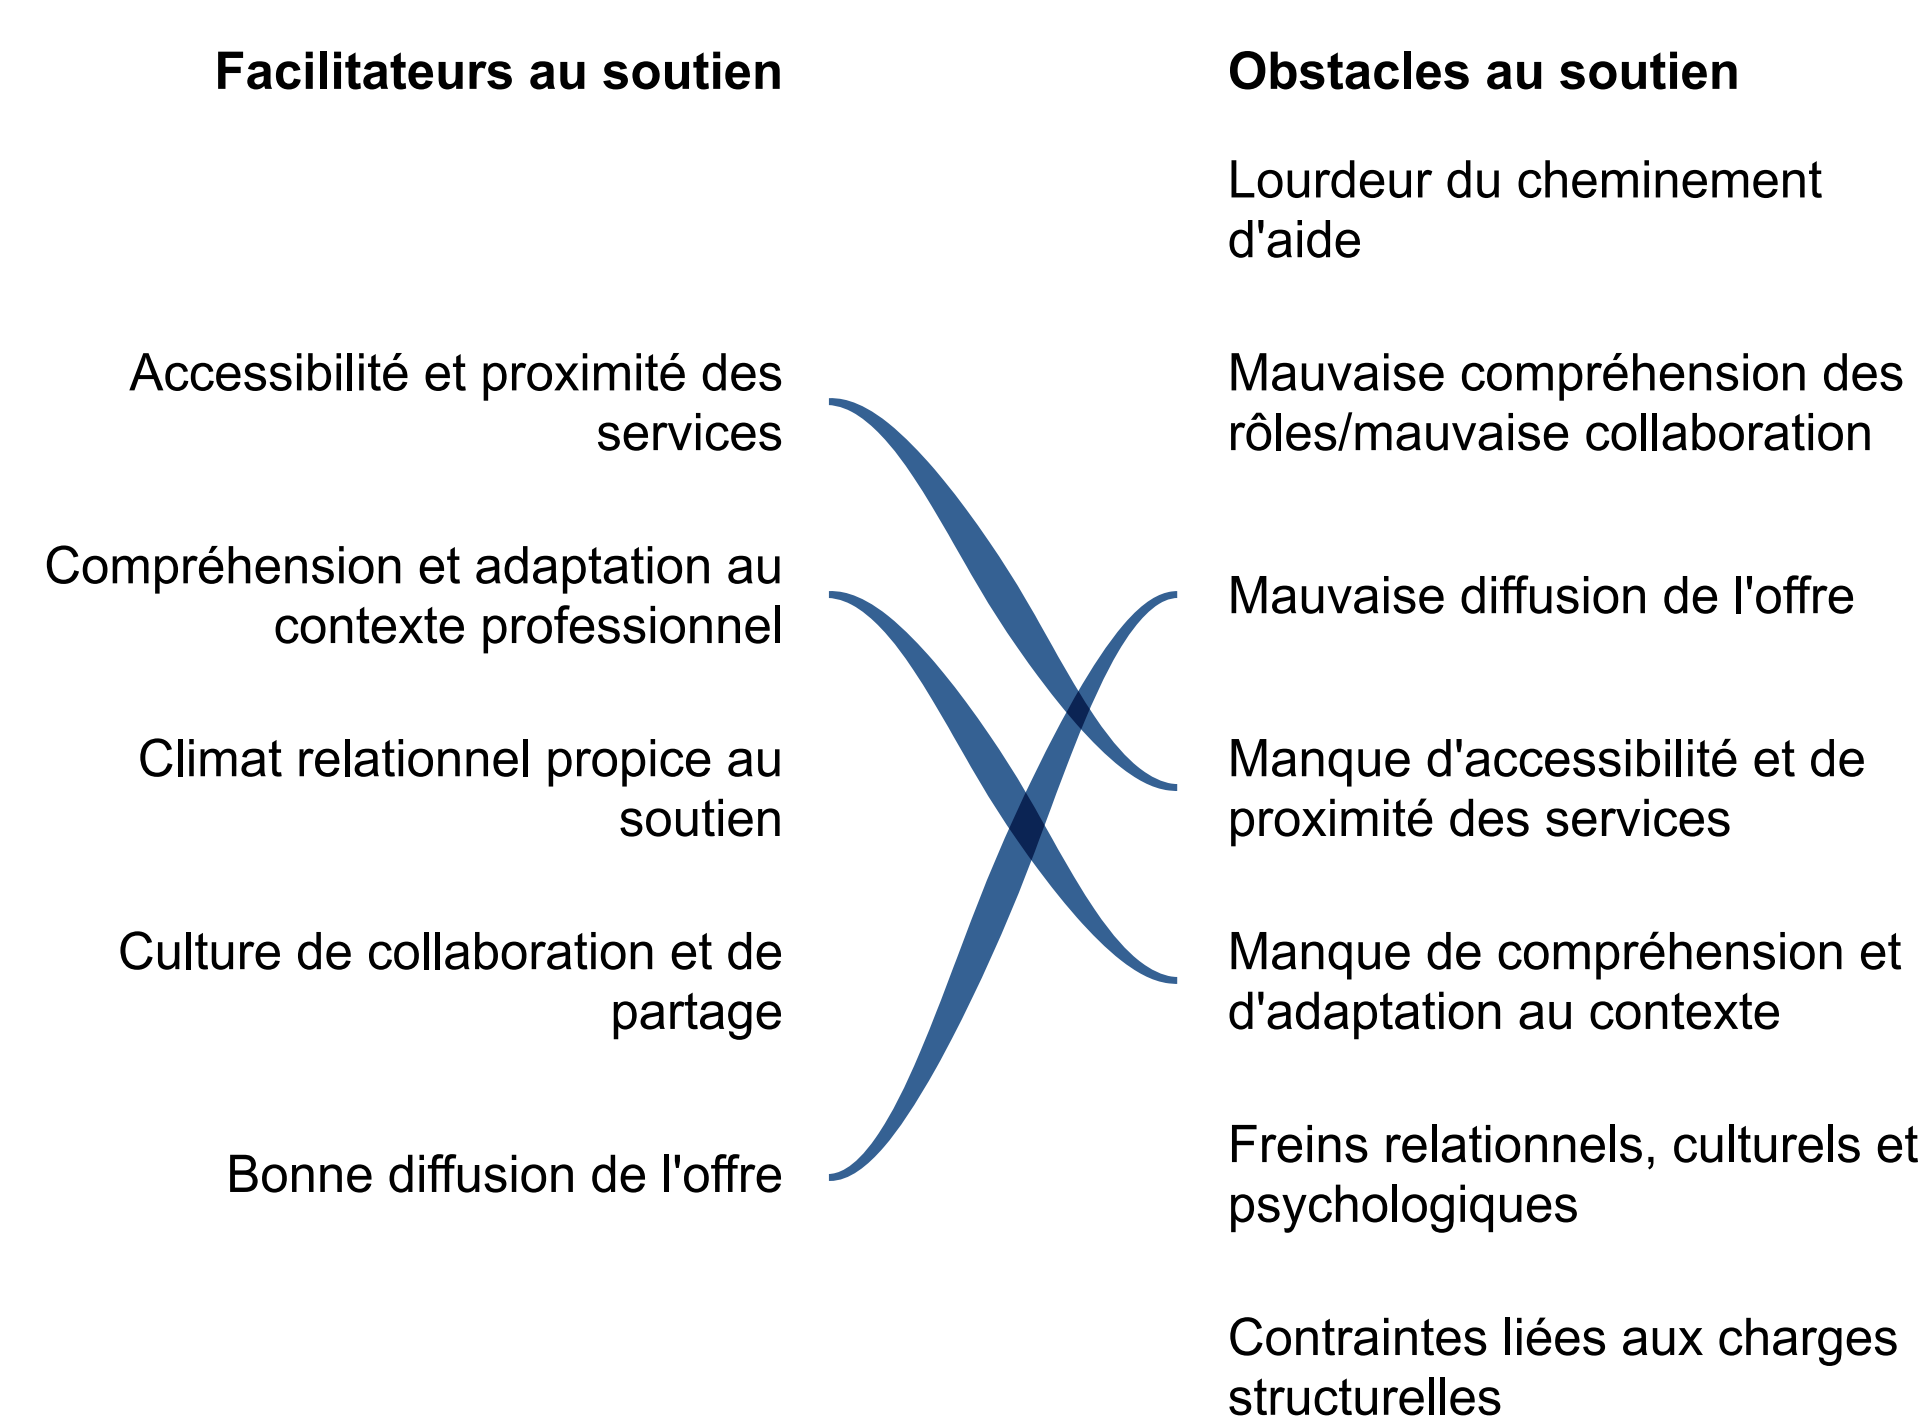 Facilitateurs au soutien
Accessibilité et proximité des
services
Compréhension et adaptation au
contexte professionnel
Climat relationnel propice au
soutien
Culture de collaboration et de
partage
Bonne diffusion de l'offre
Obstacles au soutien
Lourdeur du cheminement
d'aide
Mauvaise compréhension des
rôles/mauvaise collaboration
Mauvaise diffusion de l'offre
Manque d'accessibilité et de
proximité des services
Manque de compréhension et
d'adaptation au contexte
Freins relationnels, culturels et
psychologiques
Contraintes liées aux charges
structurelles